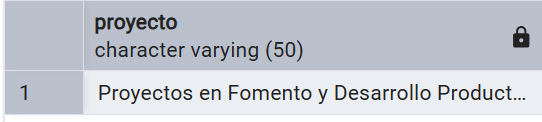 proyecto
character varying (50)
1 Proyectos en Fomento y Desarrollo Product...